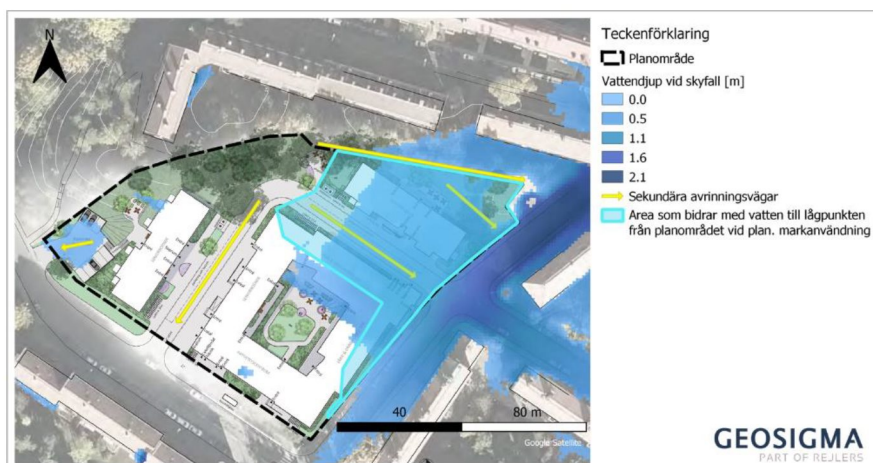 N
40
80 m
Google Satellite
Teckenförklaring
Planområde
Vattendjup vid skyfall [m]
0.0
0.5
1.1
1.6
2.1
Sekundära avrinningsvägar
Area som bidrar med vatten till lågpunkten
från planområdet vid plan. markanvändning
GEOSIGMA
PART OF REJLERS